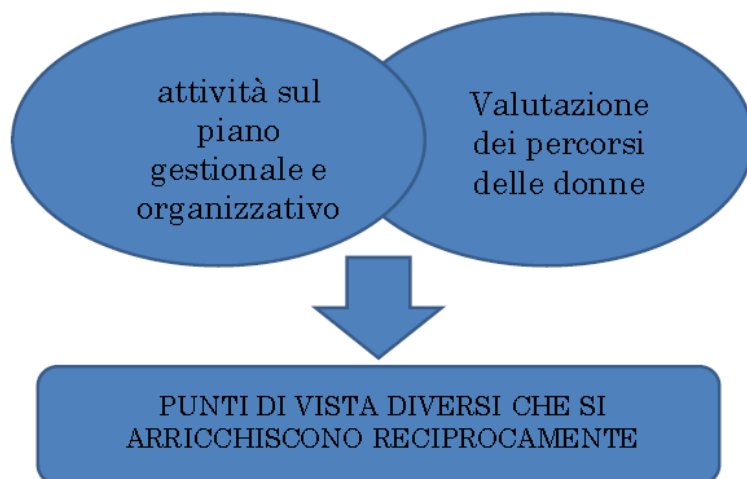 attività sul
piano
gestionale e
organizzativo
Valutazione
dei percorsi
delle donne
PUNTI DI VISTA DIVERSI CHE SI
ARRICCHISCONO RECIPROCAMENTE